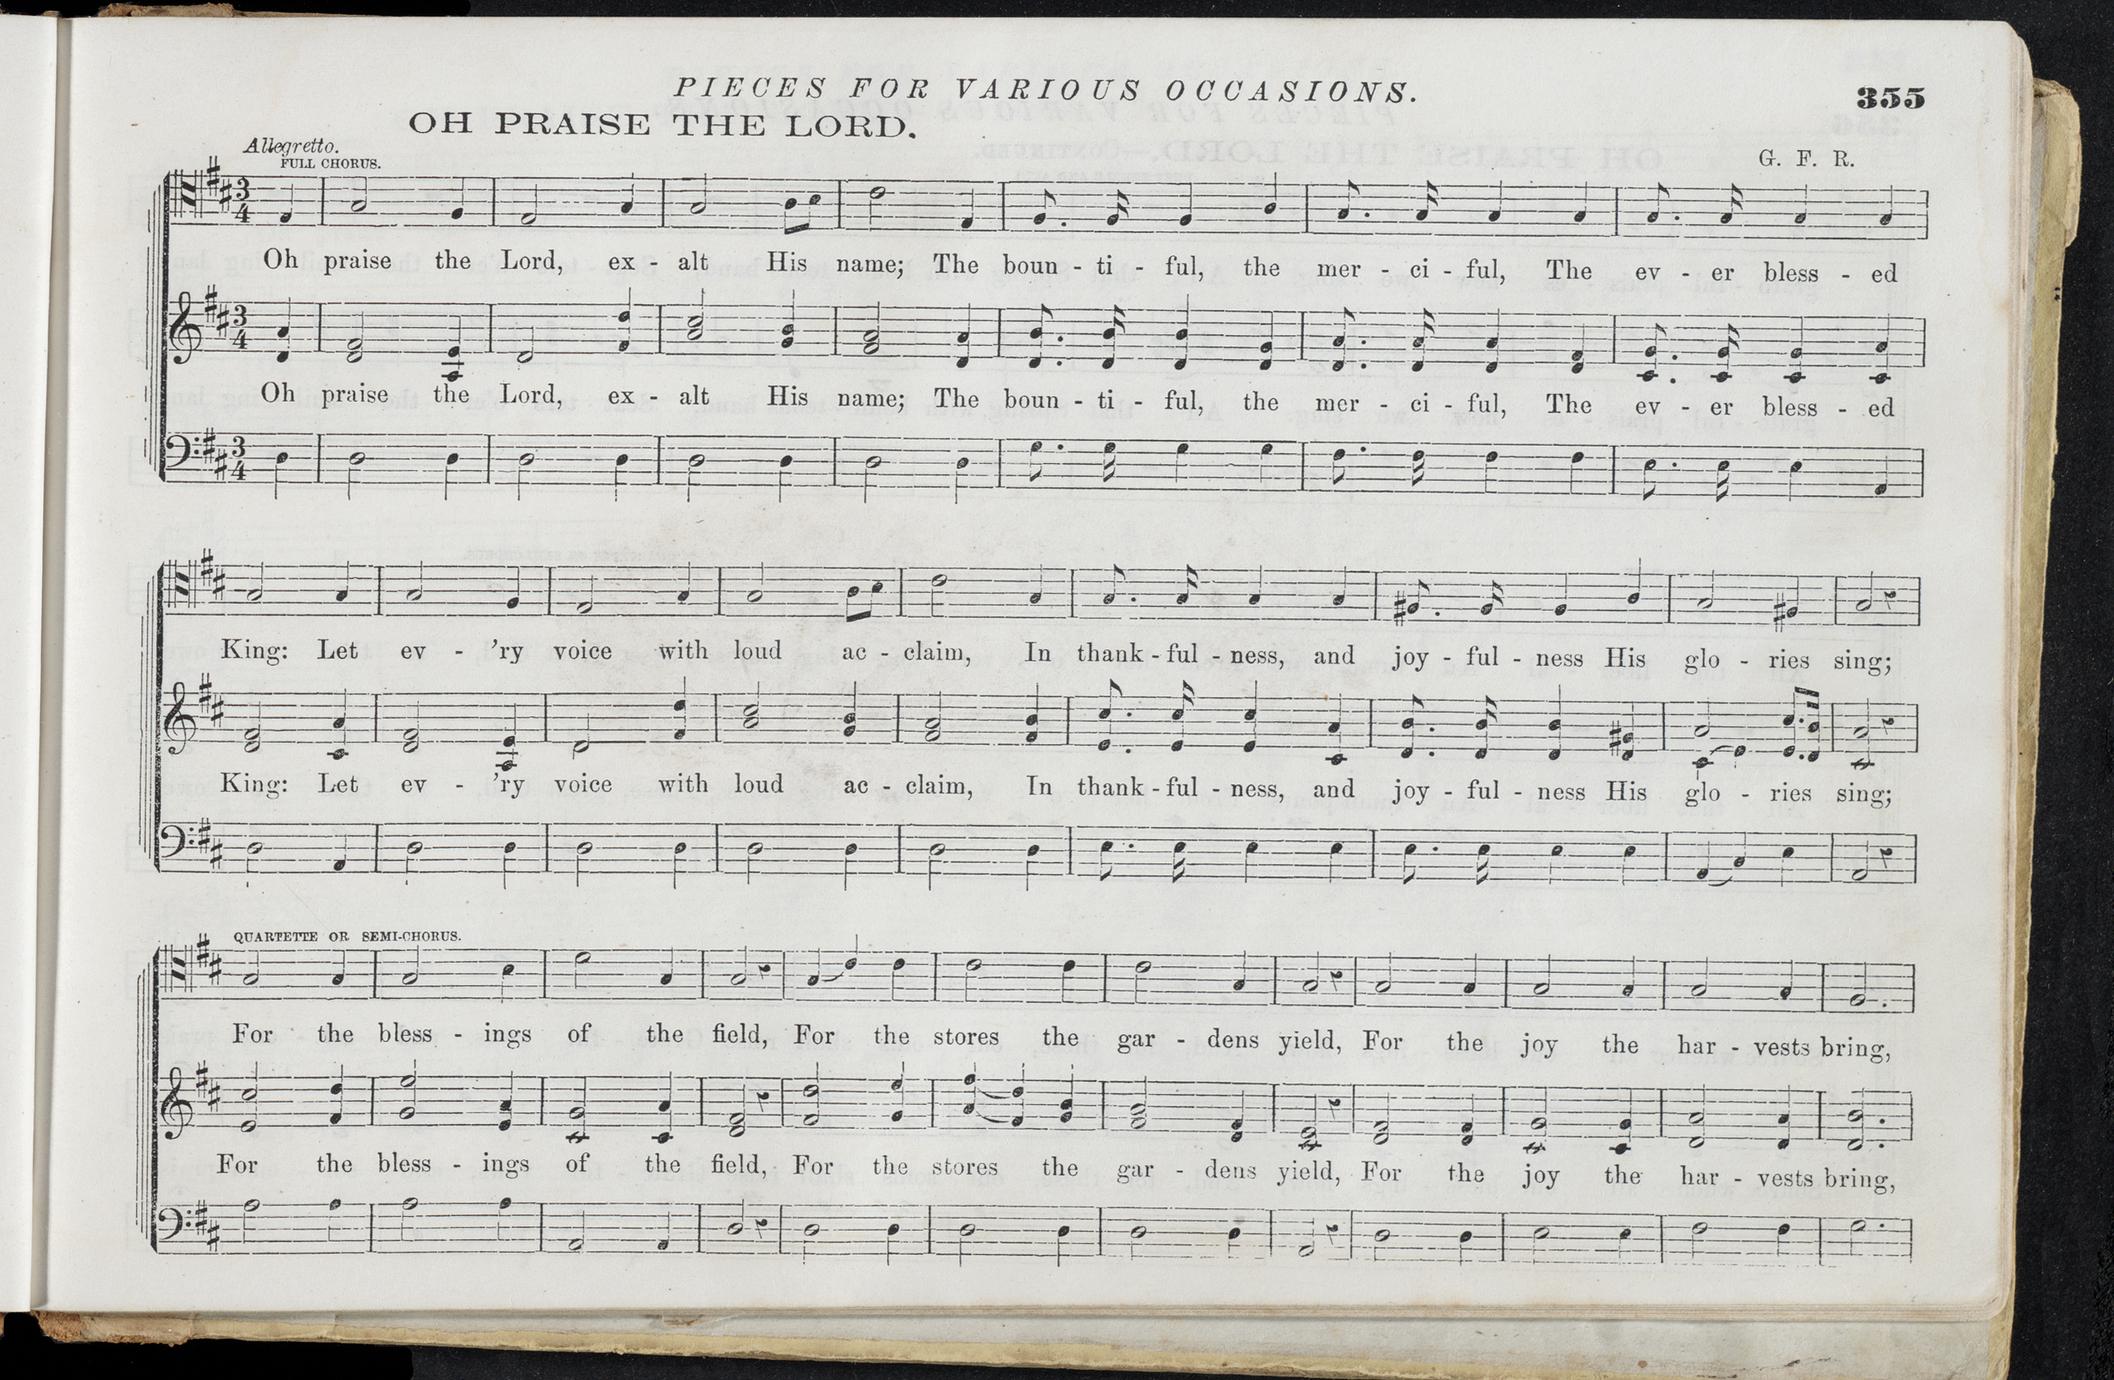 PIECES FOR VARIOUS OCCASIONS.
355
OH PRAISE THE LORD.
Allegretto.
FULL CHORUS.
G. F. R.
3
4
Oh praise the Lord, ex - alt His name; The boun - ti - ful, the mer - ci - ful, The ev - er bless - ed
3
4
Oh praise the Lord, ex - alt His name; The boun - ti - ful, the mer - ci - ful, The ev - er bless - ed
3
4
King: Let ev - 'ry voice with loud ac - claim, In thank - ful - ness, and joy - ful - ness His glo - ries sing;
King: Let ev - 'ry voice with loud ac - claim, In thank - ful - ness, and joy - ful - ness His glo - ries sing;
QUARTETTE OR SEMI-CHORUS.
For the bless - ings of the field, For the stores the gar - dens yield, For the joy the har - vests bring,
For the bless - ings of the field, For the stores the gar - dens yield, For the joy the har - vests bring,